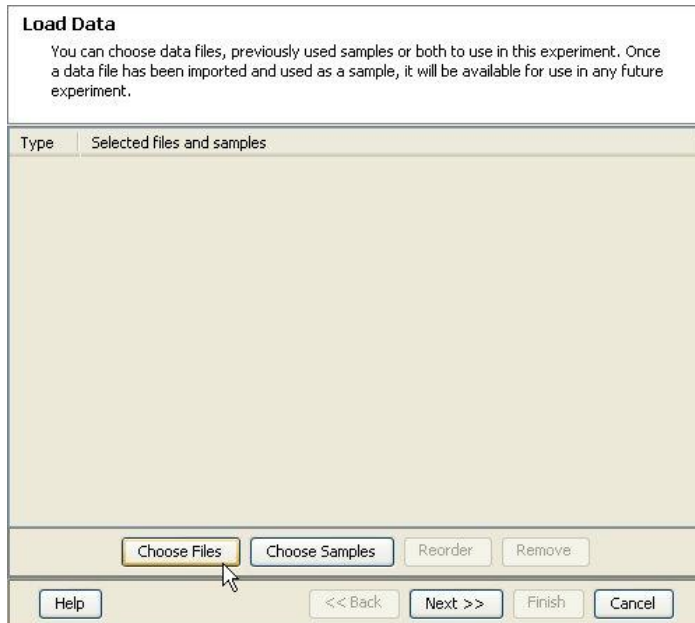 Load Data
You can choose data files, previously used samples or both to use in this experiment. Once
a data file has been imported and used as a sample, it will be available for use in any future
experiment.
Type Selected files and samples
Choose Files Choose Samples Reorder Remove
Help << Back Next >> Finish Cancel